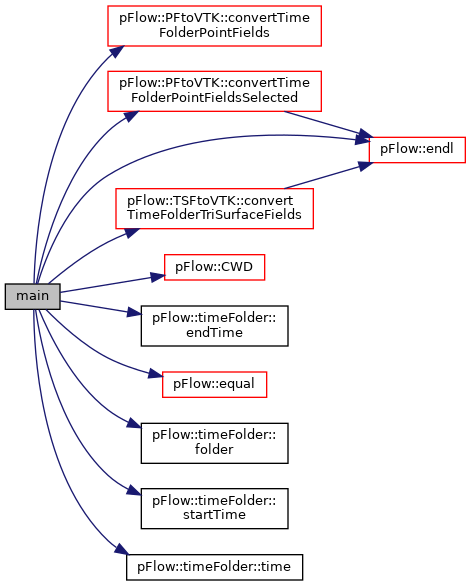 pFlow::PFtoVTK::convertTime
FolderPointFields
pFlow::PFtoVTK::convertTime
FolderPointFieldsSelected
pFlow::endl
pFlow::TSFtoVTK::convert
TimeFolderTriSurfaceFields
pFlow::CWD
main
pFlow::timeFolder::
endTime
pFlow::equal
pFlow::timeFolder::
folder
pFlow::timeFolder::
startTime
pFlow::timeFolder::time